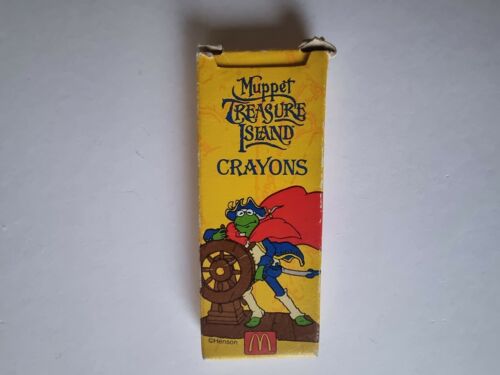 Muppet
TREASURE
ISLAND
CRAYONS
©Henson
M